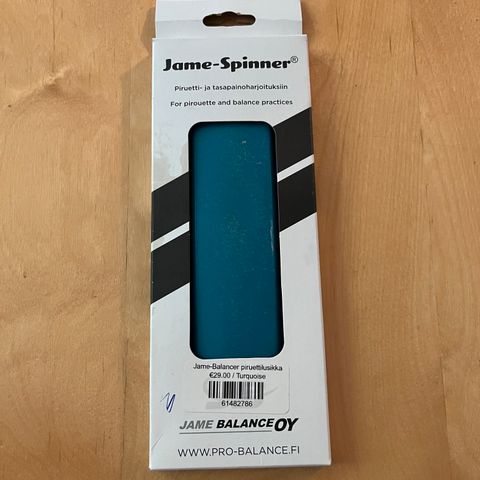 Jame-Spinner®
Piruetti- ja tasapainoharjoituksiin
For pirouette and balance practices
Jame-Balancer piruettilusikka
€29.00 / Turquoise
61482786
JAME BALANCE OY
WWW.PRO-BALANCE.FI